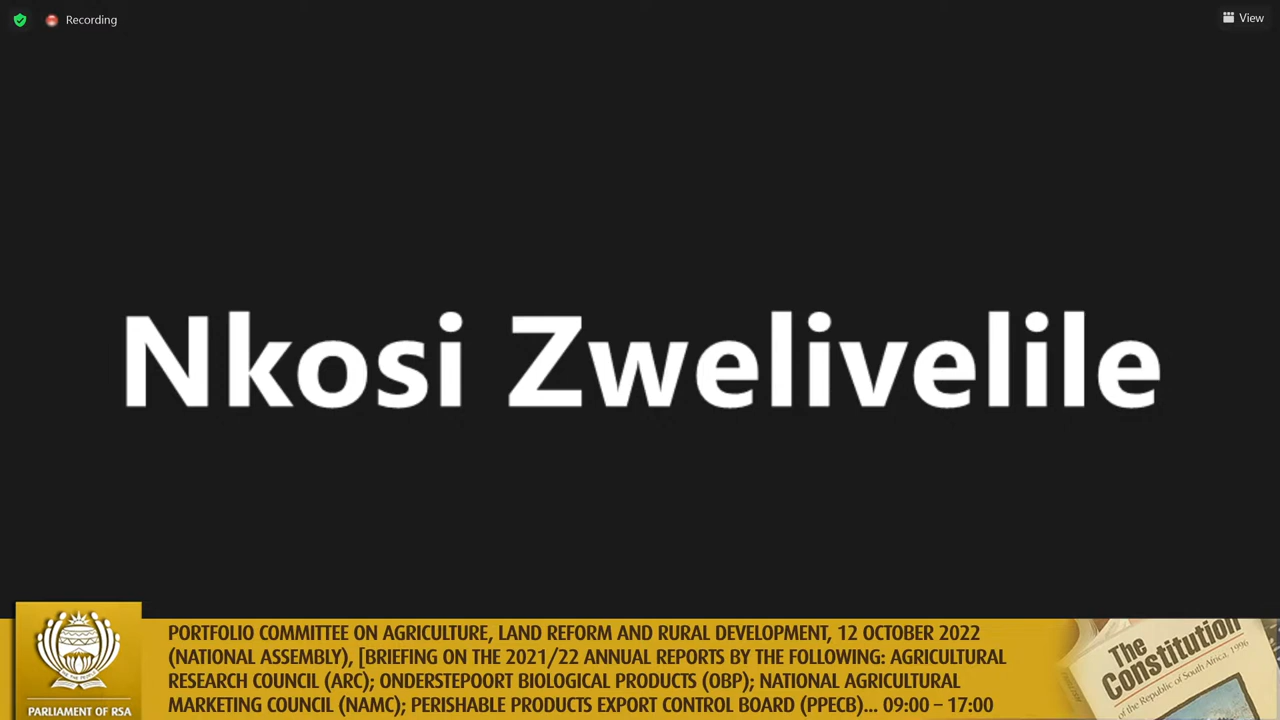 Recording
View
Nkosi Zwelivelile
PORTFOLIO COMMITTEE ON AGRICULTURE, LAND REFORM AND RURAL DEVELOPMENT, 12 OCTOBER 2022
(NATIONAL ASSEMBLY), [BRIEFING ON THE 2021/22 ANNUAL REPORTS BY THE FOLLOWING: AGRICULTURAL
RESEARCH COUNCIL (ARC); ONDERSTEPOORT BIOLOGICAL PRODUCTS (OBP); NATIONAL AGRICULTURAL
MARKETING COUNCIL (NAMC); PERISHABLE PRODUCTS EXPORT CONTROL BOARD (PPECB)... 09:00 – 17:00
PARLIAMENT OF RSA
The
Constitution
of the Republic of South Africa, 1996